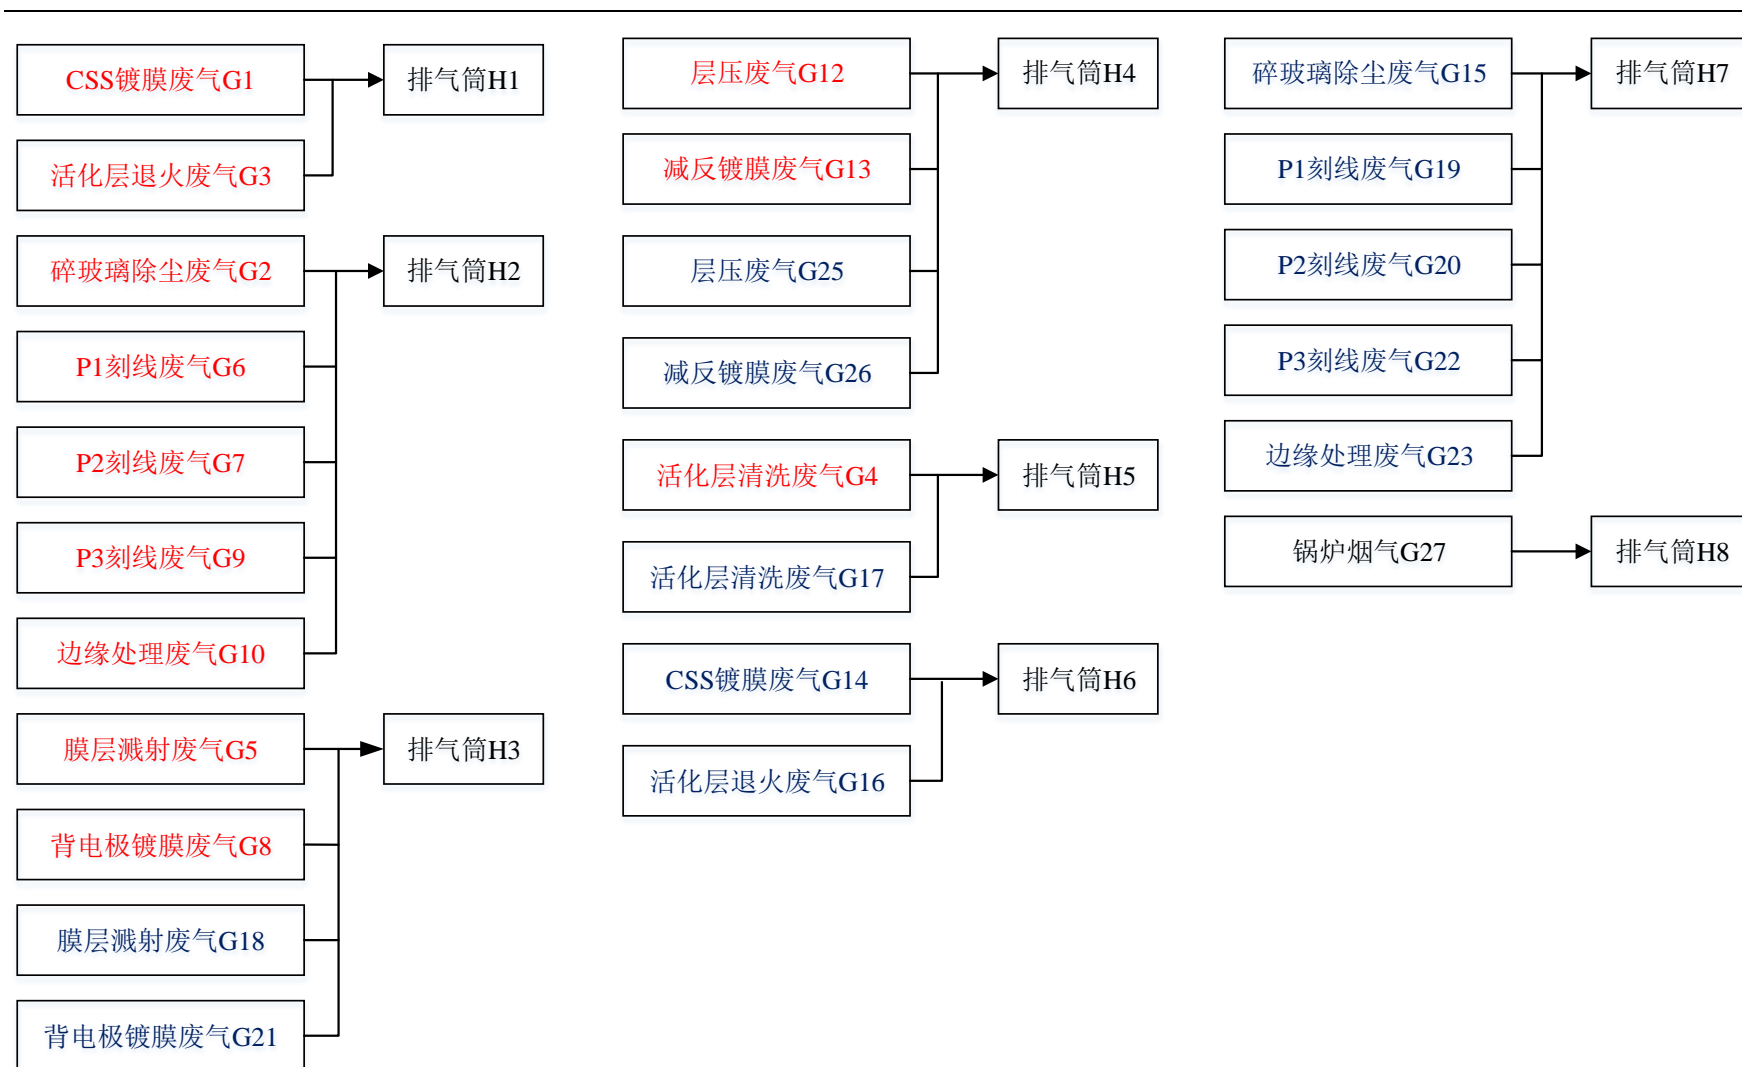 CSS镀膜废气G1
排气筒H1
活化层退火废气G3
碎玻璃除尘废气G2
排气筒H2
P1刻线废气G6
P2刻线废气G7
P3刻线废气G9
边缘处理废气G10
膜层溅射废气G5
排气筒H3
背电极镀膜废气G8
膜层溅射废气G18
背电极镀膜废气G21
层压废气G12
排气筒H4
减反镀膜废气G13
层压废气G25
减反镀膜废气G26
活化层清洗废气G4
排气筒H5
活化层清洗废气G17
CSS镀膜废气G14
排气筒H6
活化层退火废气G16
碎玻璃除尘废气G15
排气筒H7
P1刻线废气G19
P2刻线废气G20
P3刻线废气G22
边缘处理废气G23
锅炉烟气G27
排气筒H8